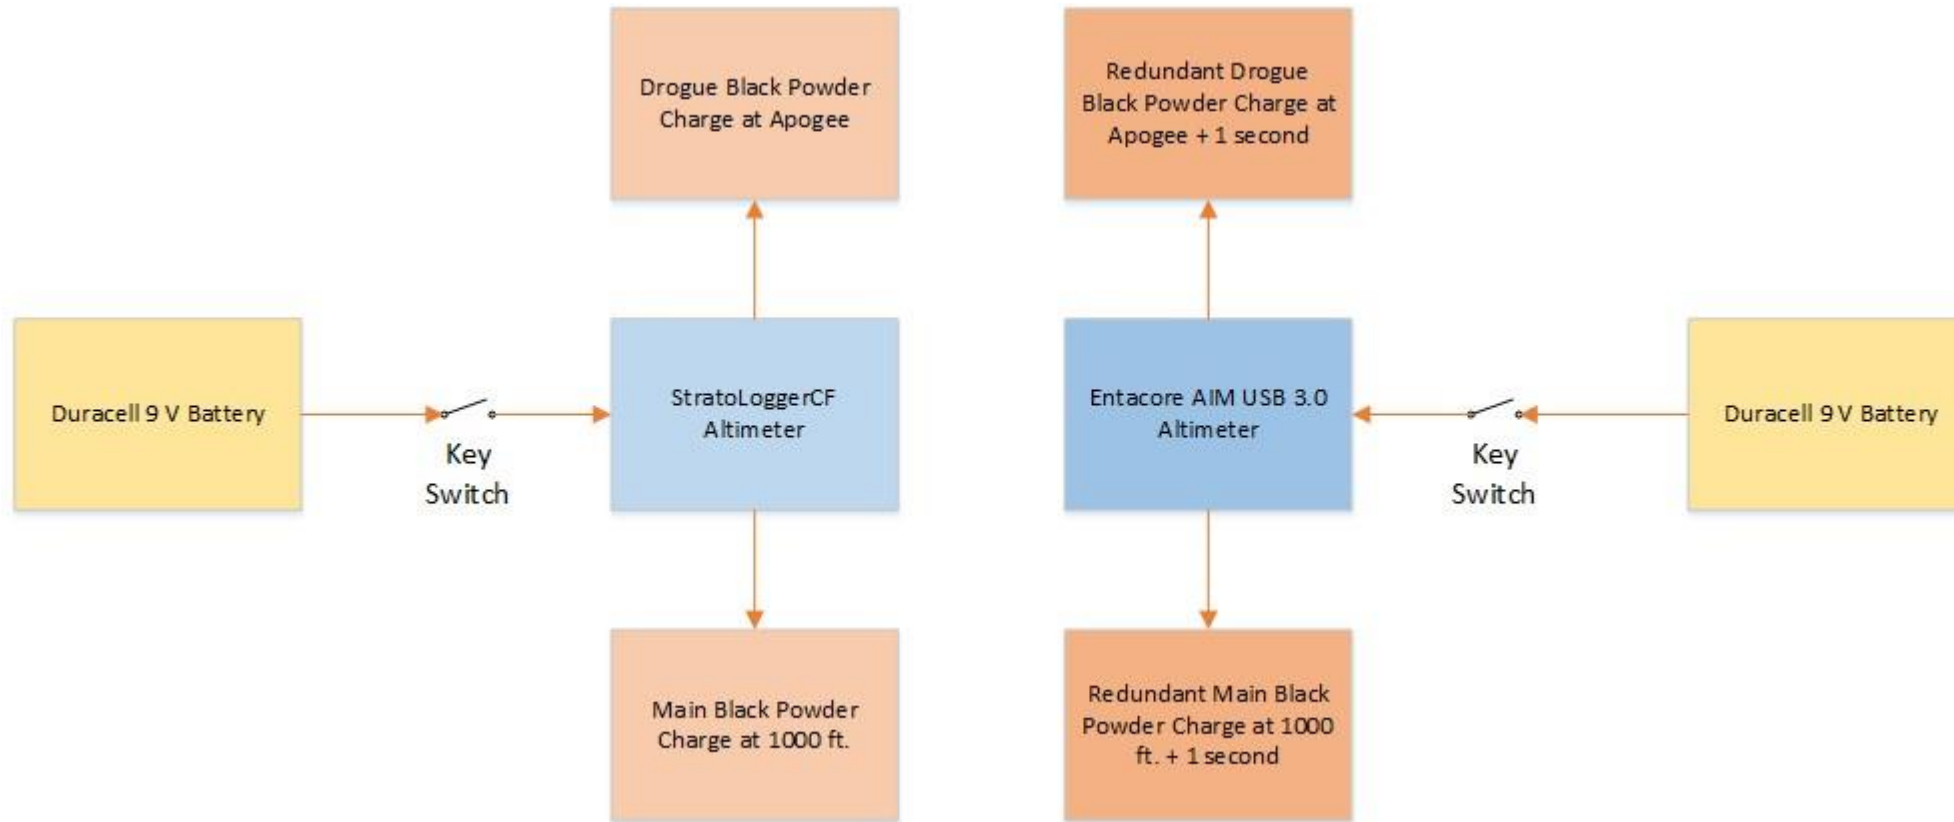 Drogue Black Powder
Charge at Apogee
Redundant Drogue
Black Powder Charge at
Apogee + 1 second
Duracell 9 V Battery
Key
Switch
StratoLoggerCF
Altimeter
Entacore AIM USB 3.0
Altimeter
Key
Switch
Duracell 9 V Battery
Main Black Powder
Charge at 1000 ft.
Redundant Main Black
Powder Charge at 1000
ft. + 1 second